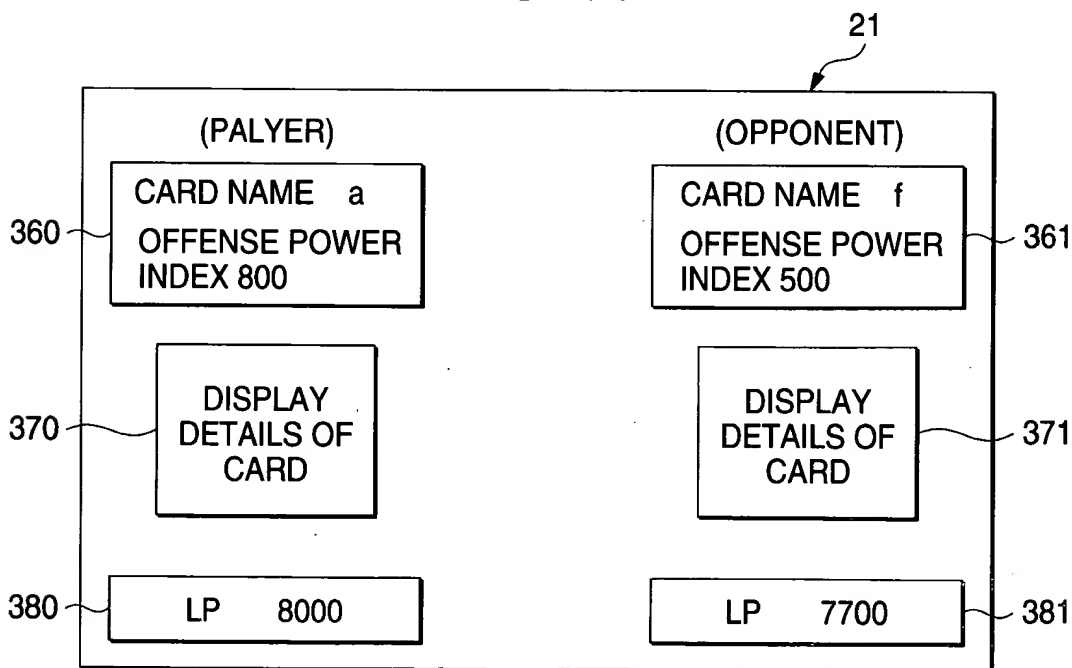 21
(PALYER)
(OPPONENT)
360
CARD NAME a
OFFENSE POWER
INDEX 800
CARD NAME f
OFFENSE POWER
INDEX 500
361
370
DISPLAY
DETAILS OF
CARD
DISPLAY
DETAILS OF
CARD
371
380
LP 8000
LP 7700
381